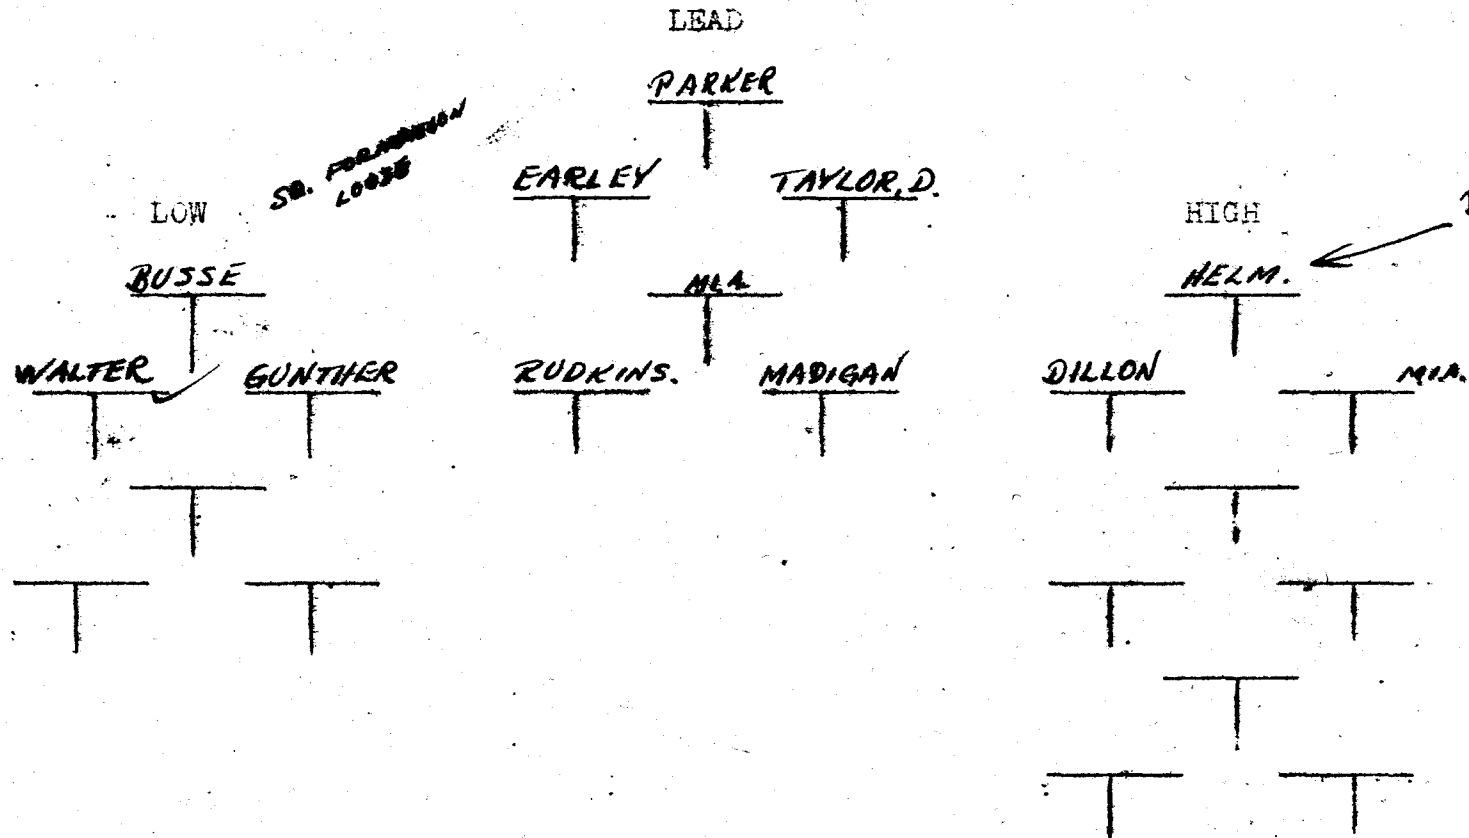 LEAD
PARKER
SQ. FORMATION
LOOSE
EARLEY TAYLOR, D.
LOW HIGH
BUSSE MIA HELM.
WALTER GUNTHER RUDKINS. MADIGAN DILLON MIA.